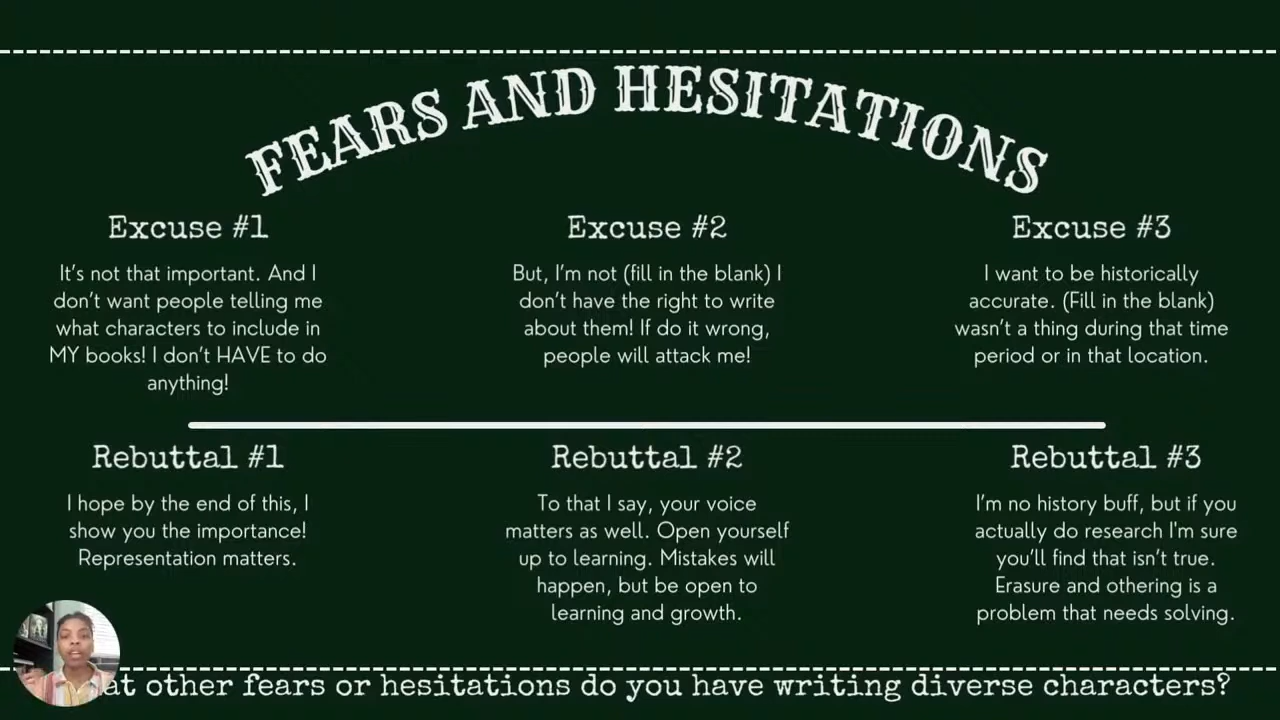 FEARS AND HESITATIONS
Excuse #1
It's not that important. And I
don't want people telling me
what characters to include in
MY books! I don't HAVE to do
anything!
Excuse #2
But, I'm not (fill in the blank) I
don't have the right to write
about them! If do it wrong,
people will attack me!
Excuse #3
I want to be historically
accurate. (Fill in the blank)
wasn't a thing during that time
period or in that location.
Rebuttal #1
I hope by the end of this, I
show you the importance!
Representation matters.
Rebuttal #2
To that I say, your voice
matters as well. Open yourself
up to learning. Mistakes will
happen, but be open to
learning and growth.
Rebuttal #3
I'm no history buff, but if you
actually do research I'm sure
you'll find that isn't true.
Erasure and othering is a
problem that needs solving.
at other fears or hesitations do you have writing diverse characters?